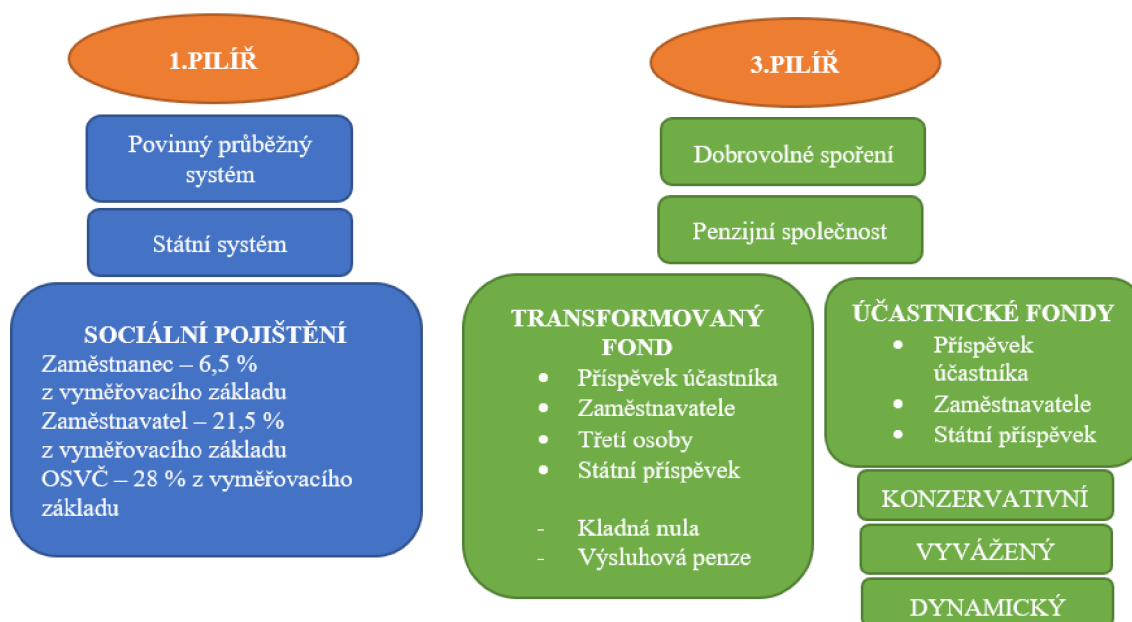 1.PILÍŘ
Povinný průběžný
systém
Státní systém
SOCIÁLNÍ POJIŠTĚNÍ
Zaměstnanec – 6,5 %
z vyměřovacího základu
Zaměstnavatel – 21,5 %
z vyměřovacího základu
OSVČ – 28 % z vyměřovacího
základu
3.PILÍŘ
Dobrovolné spoření
Penzijní společnost
TRANSFORMOVANÝ
FOND
• Příspěvek účastníka
• Zaměstnavatele
• Třetí osoby
• Státní příspěvek
- Kladná nula
- Výsluhová penze
ÚČASTNICKÉ FONDY
• Příspěvek
účastníka
• Zaměstnavatele
• Státní příspěvek
KONZERVATIVNÍ
VYVÁŽENÝ
DYNAMICKÝ